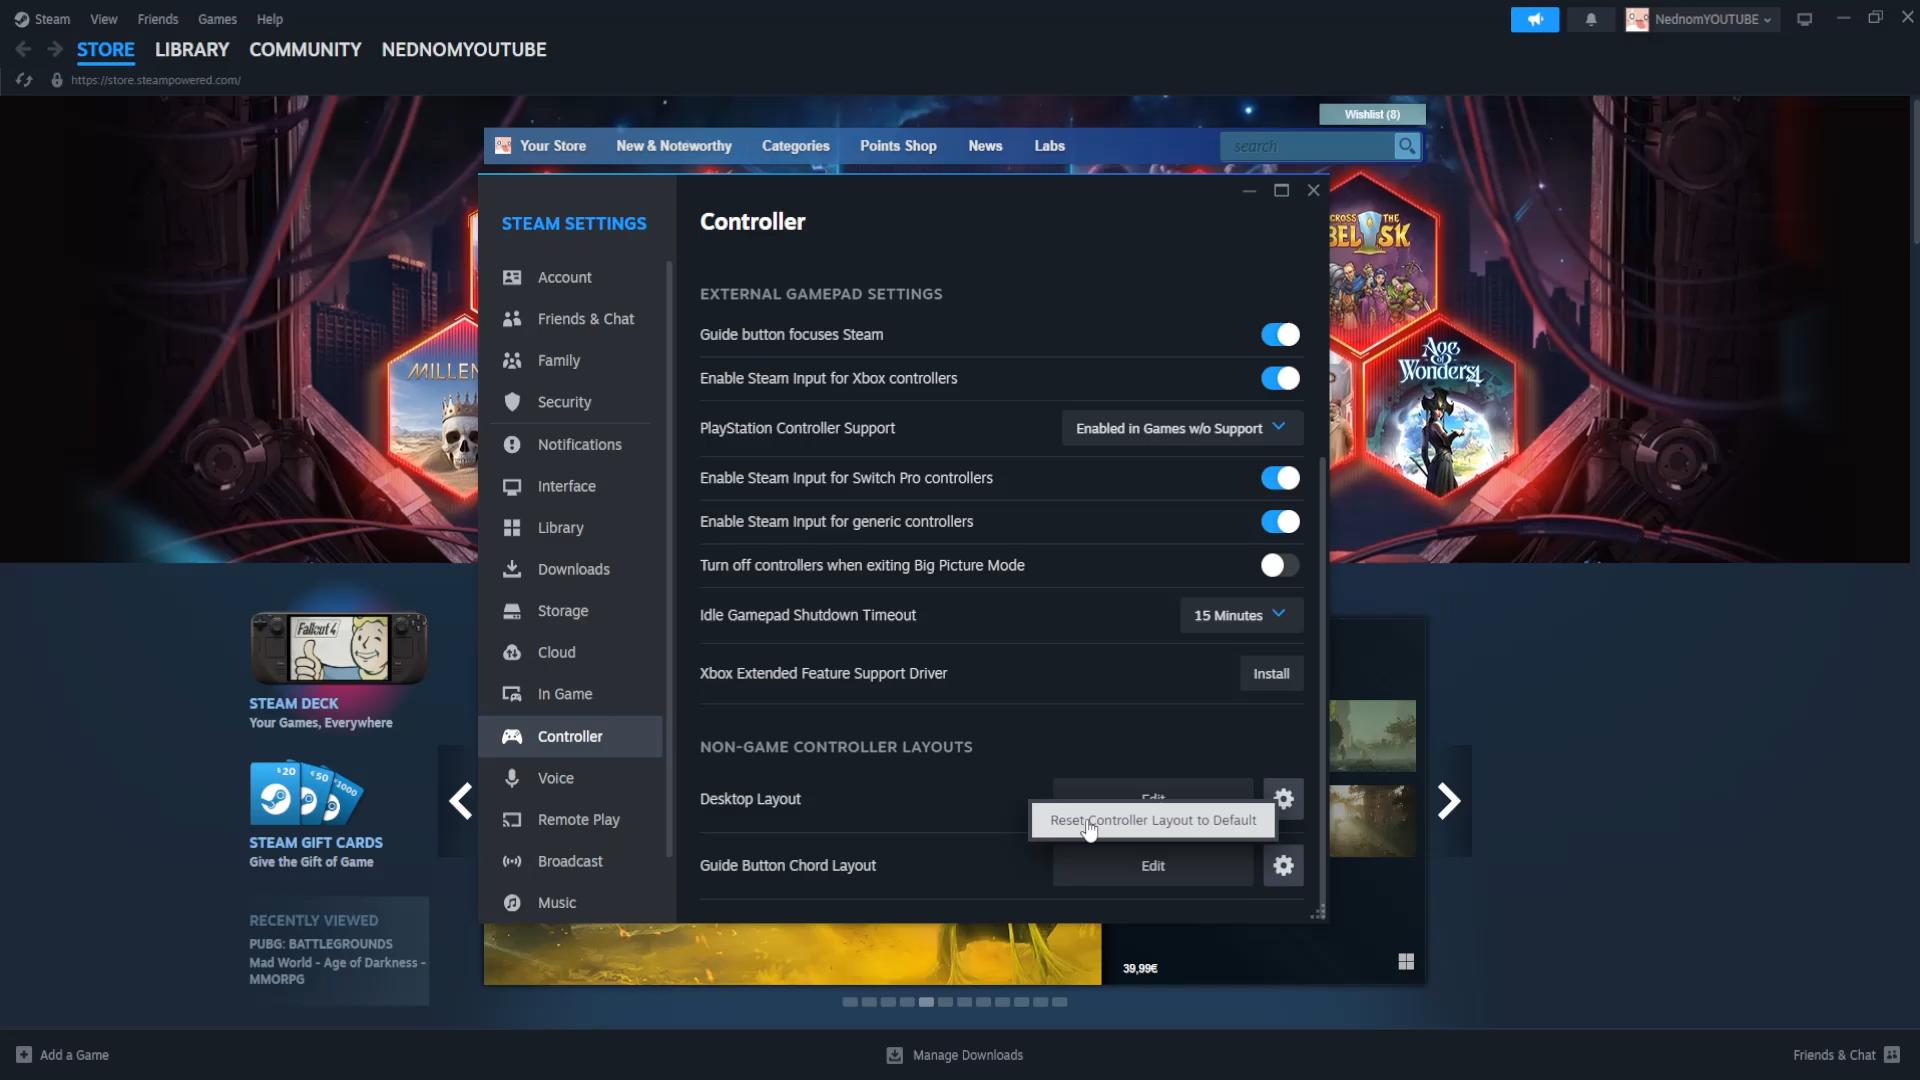 Steam View Friends Games Help
NednomYOUTUBE
STORE LIBRARY COMMUNITY NEDNOMYOUTUBE
https://store.steampowered.com/
Wishlist (8)
Your Store New & Noteworthy Categories Points Shop News Labs search
STEAM SETTINGS
Account
Friends & Chat
Family
Security
Notifications
Interface
Library
Downloads
Storage
Cloud
In Game
Controller
Voice
Remote Play
Broadcast
Music
Controller
EXTERNAL GAMEPAD SETTINGS
Guide button focuses Steam
Enable Steam Input for Xbox controllers
PlayStation Controller Support Enabled in Games w/o Support
Enable Steam Input for Switch Pro controllers
Enable Steam Input for generic controllers
Turn off controllers when exiting Big Picture Mode
Idle Gamepad Shutdown Timeout 15 Minutes
Xbox Extended Feature Support Driver Install
NON-GAME CONTROLLER LAYOUTS
Desktop Layout Edit
Reset Controller Layout to Default
Guide Button Chord Layout Edit
MILLEN
CROSS THE
BELISK
Age of
Wonders 4
Fallout 4
STEAM DECK
Your Games, Everywhere
$20 €50 ¥1000
STEAM GIFT CARDS
Give the Gift of Game
RECENTLY VIEWED
PUBG: BATTLEGROUNDS
Mad World - Age of Darkness -
MMORPG
39,99€
Add a Game Manage Downloads Friends & Chat